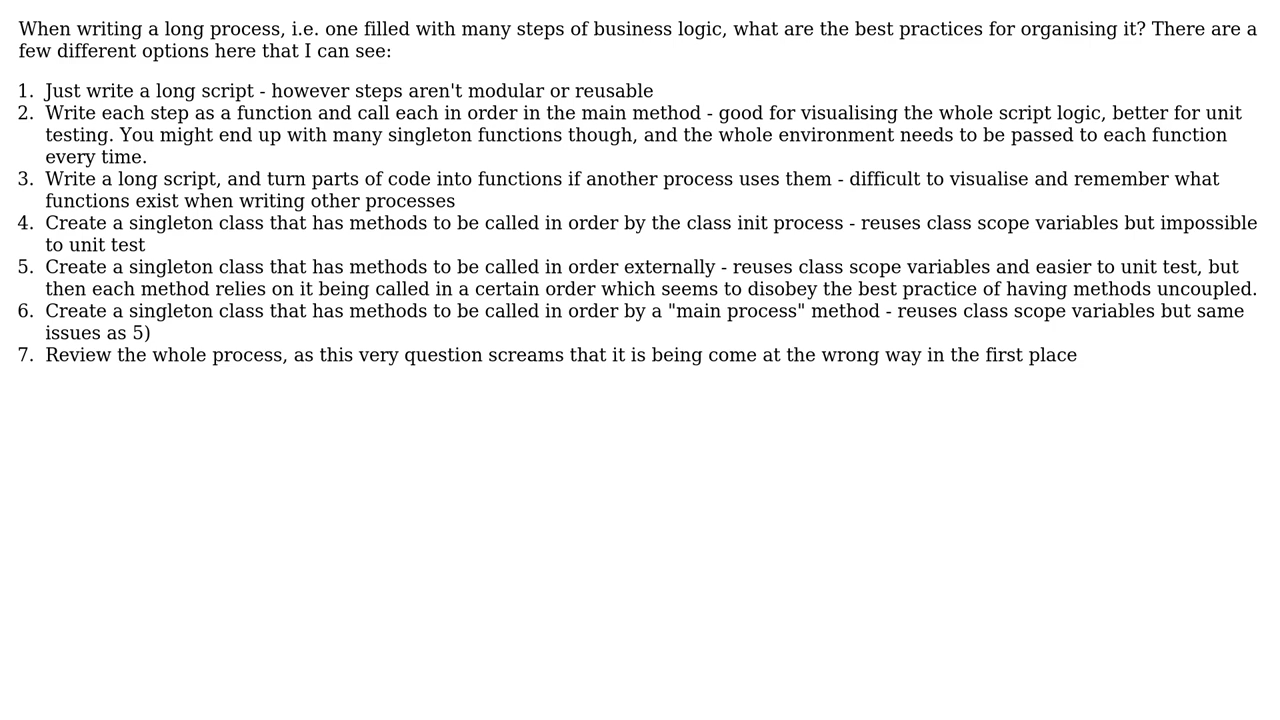 When writing a long process, i.e. one filled with many steps of business logic, what are the best practices for organising it? There are a
few different options here that I can see:
1. Just write a long script - however steps aren't modular or reusable
2. Write each step as a function and call each in order in the main method - good for visualising the whole script logic, better for unit
testing. You might end up with many singleton functions though, and the whole environment needs to be passed to each function
every time.
3. Write a long script, and turn parts of code into functions if another process uses them - difficult to visualise and remember what
functions exist when writing other processes
4. Create a singleton class that has methods to be called in order by the class init process - reuses class scope variables but impossible
to unit test
5. Create a singleton class that has methods to be called in order externally - reuses class scope variables and easier to unit test, but
then each method relies on it being called in a certain order which seems to disobey the best practice of having methods uncoupled.
6. Create a singleton class that has methods to be called in order by a "main process" method - reuses class scope variables but same
issues as 5)
7. Review the whole process, as this very question screams that it is being come at the wrong way in the first place